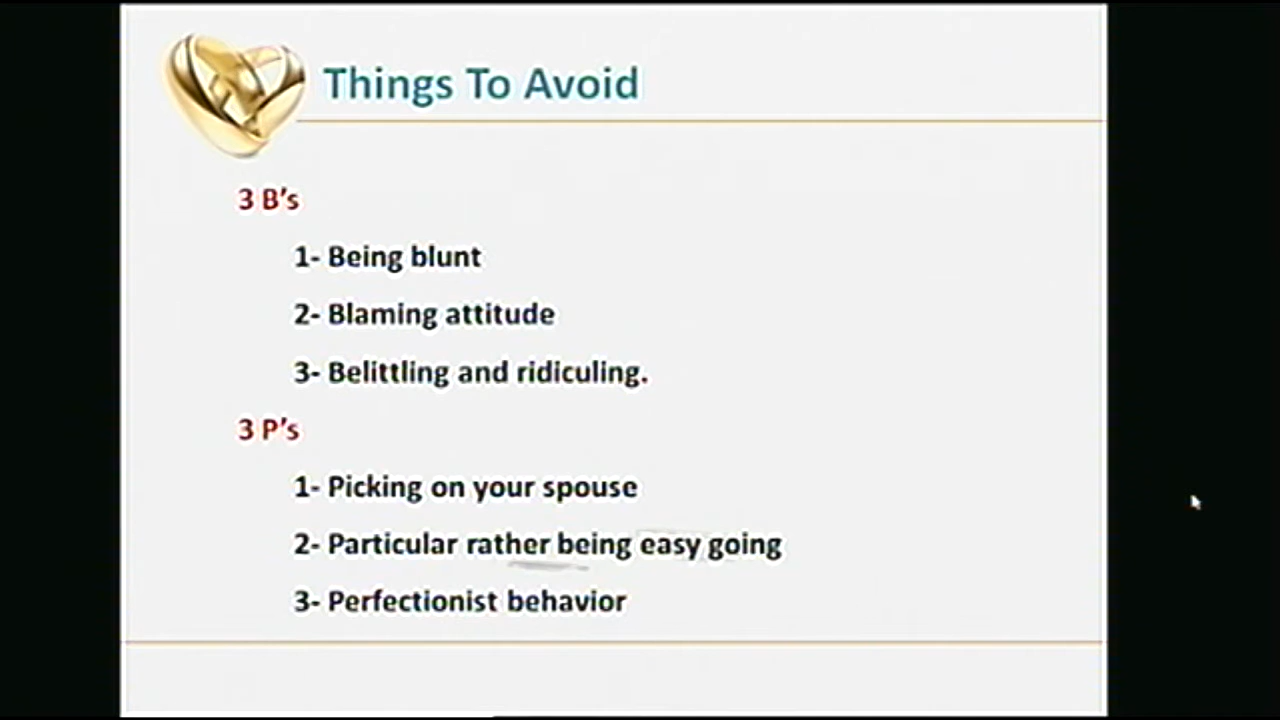 Things To Avoid
3 B's
1- Being blunt
2- Blaming attitude
3- Belittling and ridiculing.
3 P's
1- Picking on your spouse
2- Particular rather being easy going
3- Perfectionist behavior